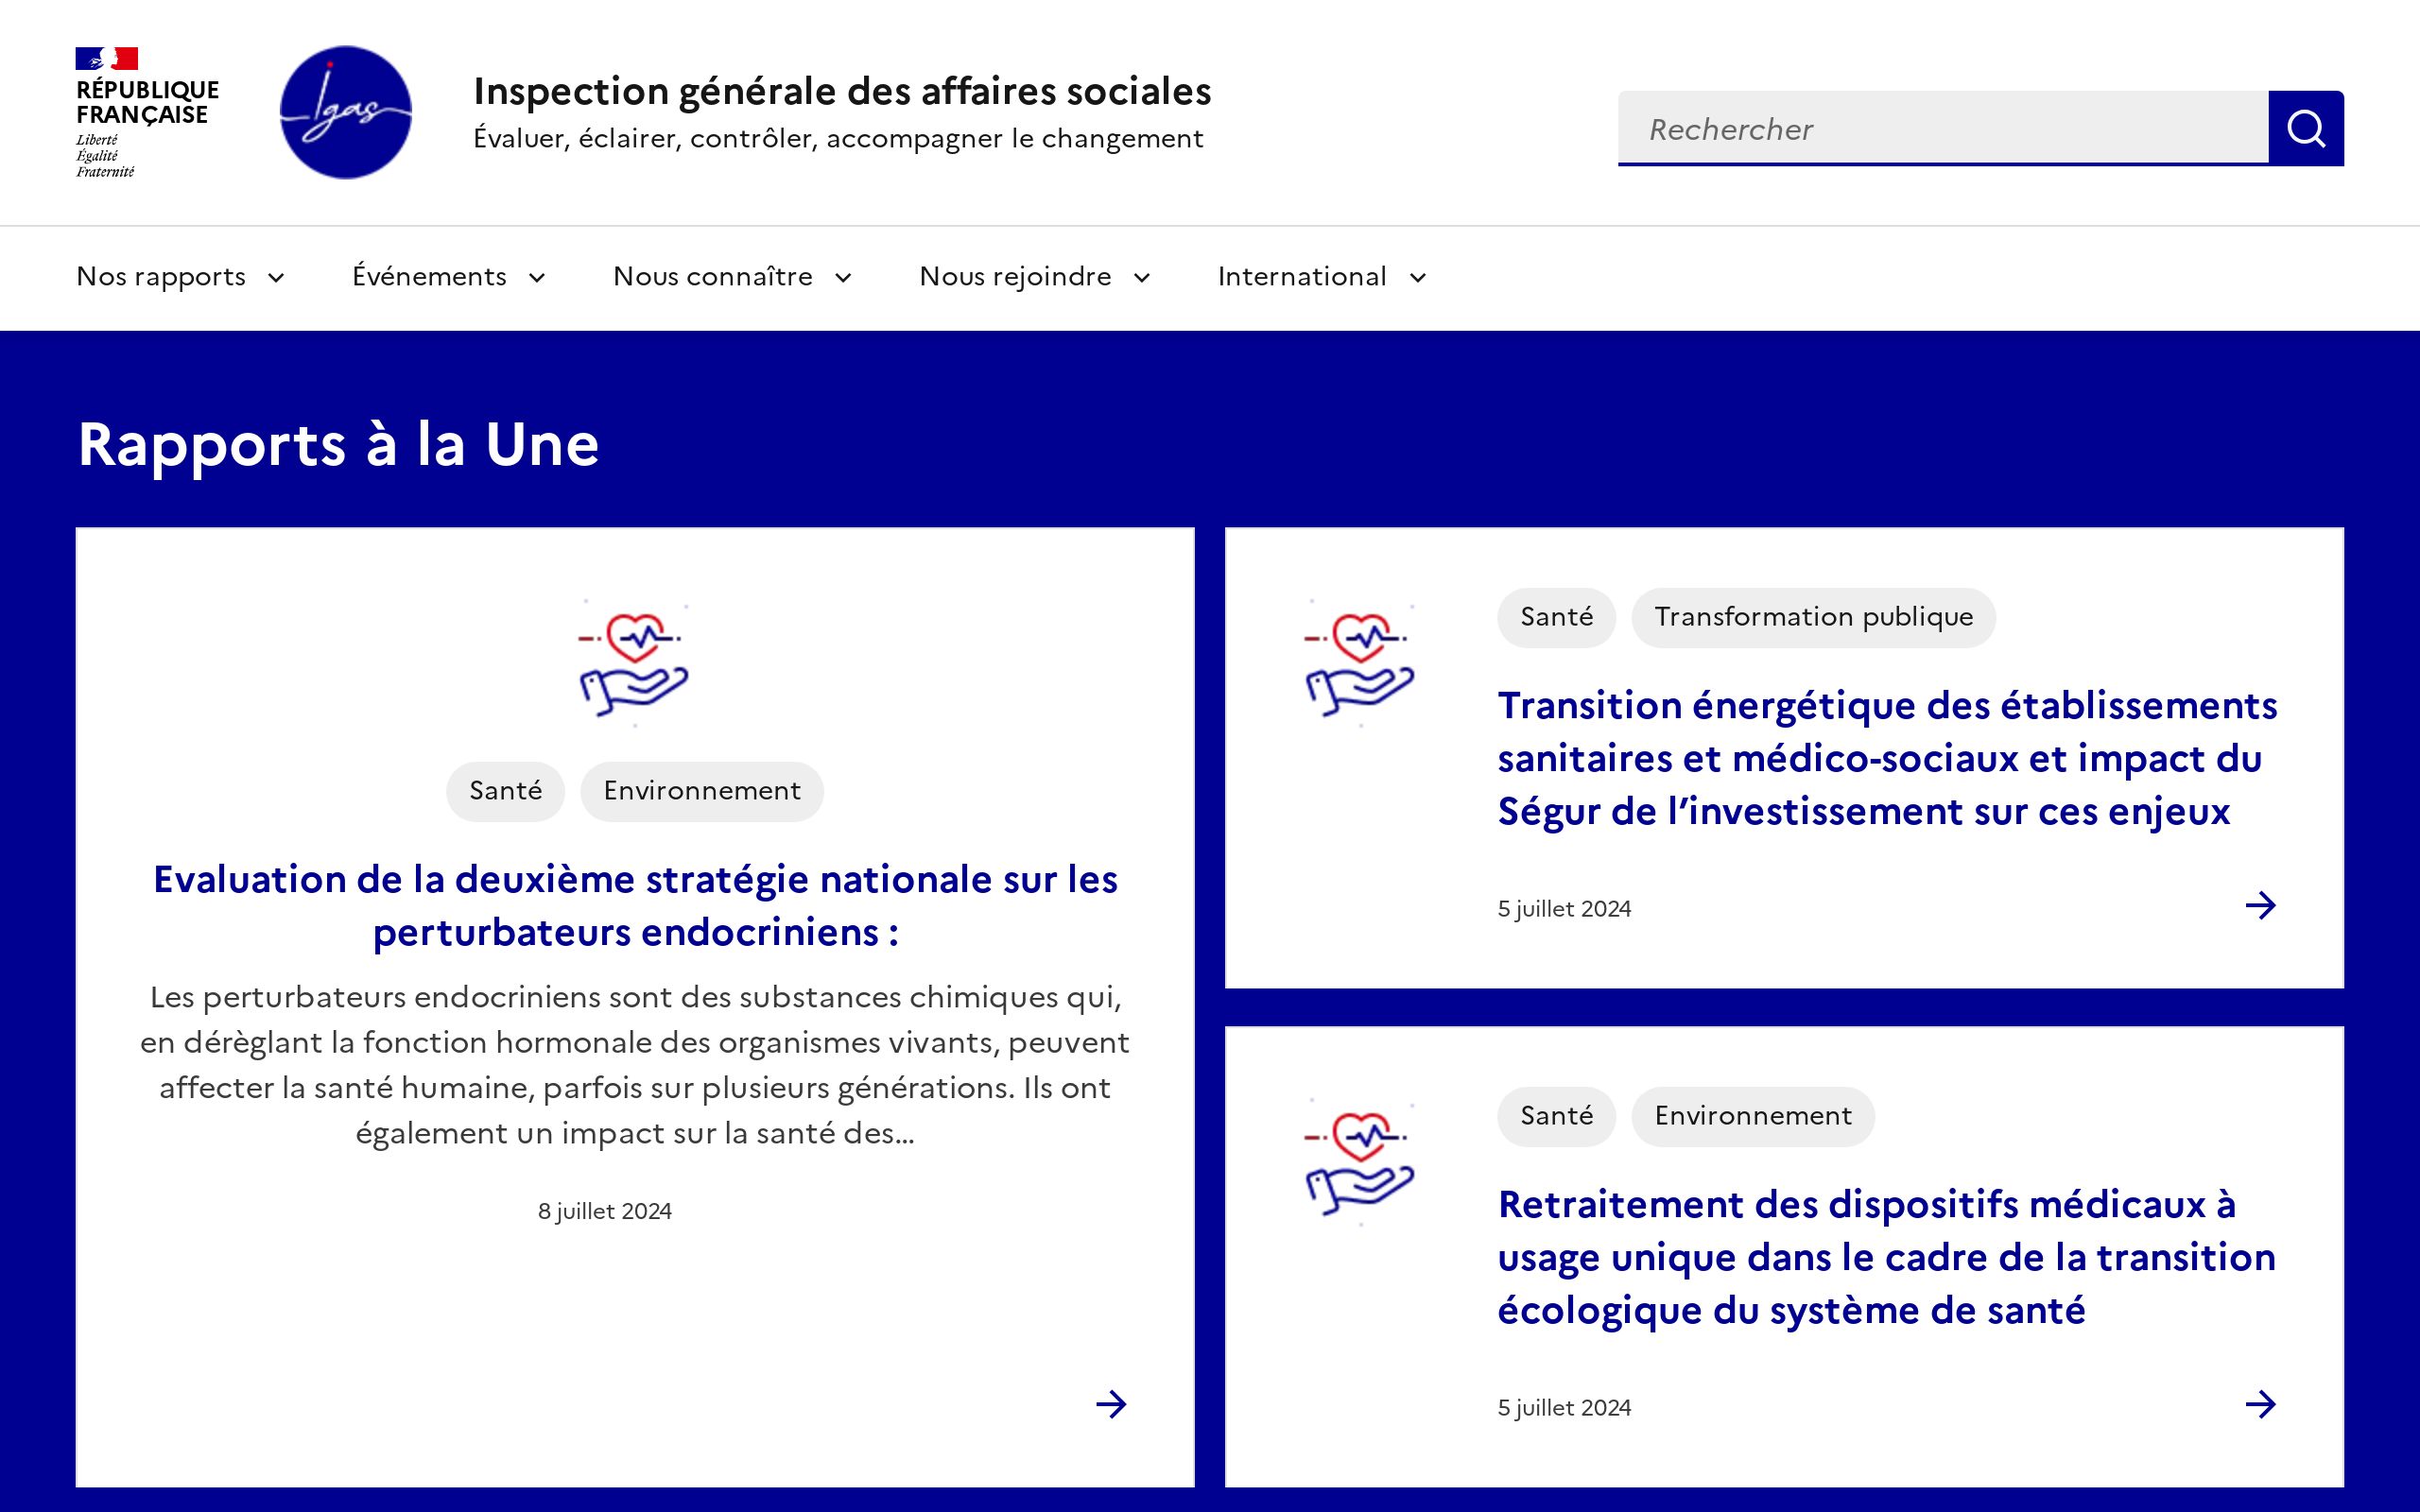 RÉPUBLIQUE
FRANÇAISE
Liberté
Égalité
Fraternité
Igas
Inspection générale des affaires sociales
Évaluer, éclairer, contrôler, accompagner le changement
Rechercher
Nos rapports
Événements
Nous connaître
Nous rejoindre
International
Rapports à la Une
Santé
Environnement
Evaluation de la deuxième stratégie nationale sur les
perturbateurs endocriniens :
Les perturbateurs endocriniens sont des substances chimiques qui,
en dérèglant la fonction hormonale des organismes vivants, peuvent
affecter la santé humaine, parfois sur plusieurs générations. Ils ont
également un impact sur la santé des…
8 juillet 2024
Santé
Transformation publique
Transition énergétique des établissements
sanitaires et médico-sociaux et impact du
Ségur de l’investissement sur ces enjeux
5 juillet 2024
Santé
Environnement
Retraitement des dispositifs médicaux à
usage unique dans le cadre de la transition
écologique du système de santé
5 juillet 2024